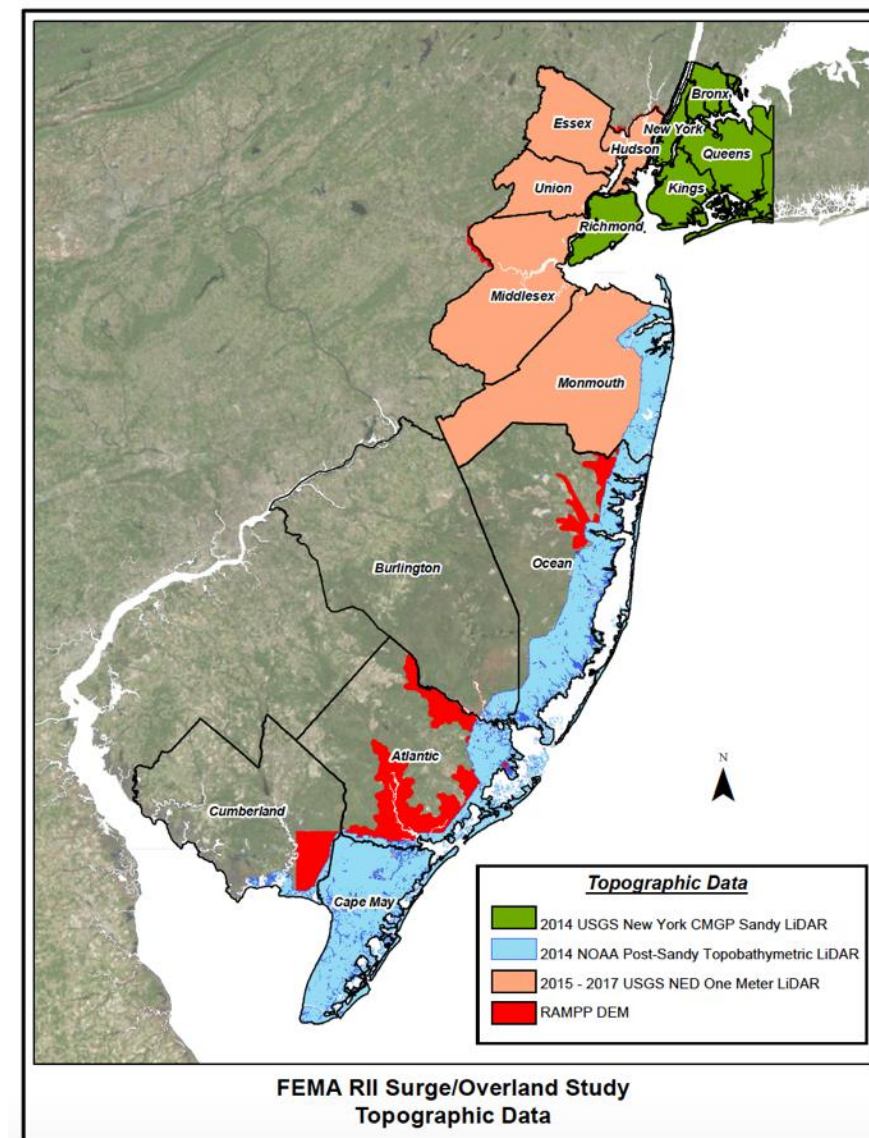 Bronx
Essex
New York
Hudson
Queens
Union
Kings
Richmond
Middlesex
Monmouth
Ocean
Burlington
Atlantic
Cumberland
Cape May
N
Topographic Data
2014 USGS New York CMGP Sandy LiDAR
2014 NOAA Post-Sandy Topobathymetric LiDAR
2015 - 2017 USGS NED One Meter LiDAR
RAMPP DEM
FEMA RII Surge/Overland Study
Topographic Data